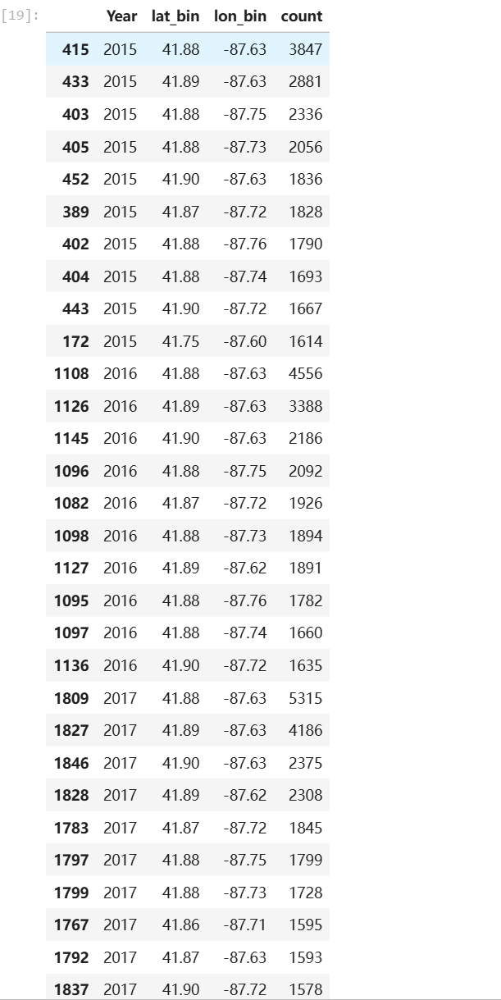 [19]:
Year lat_bin lon_bin count
415 2015 41.88 -87.63 3847
433 2015 41.89 -87.63 2881
403 2015 41.88 -87.75 2336
405 2015 41.88 -87.73 2056
452 2015 41.90 -87.63 1836
389 2015 41.87 -87.72 1828
402 2015 41.88 -87.76 1790
404 2015 41.88 -87.74 1693
443 2015 41.90 -87.72 1667
172 2015 41.75 -87.60 1614
1108 2016 41.88 -87.63 4556
1126 2016 41.89 -87.63 3388
1145 2016 41.90 -87.63 2186
1096 2016 41.88 -87.75 2092
1082 2016 41.87 -87.72 1926
1098 2016 41.88 -87.73 1894
1127 2016 41.89 -87.62 1891
1095 2016 41.88 -87.76 1782
1097 2016 41.88 -87.74 1660
1136 2016 41.90 -87.72 1635
1809 2017 41.88 -87.63 5315
1827 2017 41.89 -87.63 4186
1846 2017 41.90 -87.63 2375
1828 2017 41.89 -87.62 2308
1783 2017 41.87 -87.72 1845
1797 2017 41.88 -87.75 1799
1799 2017 41.88 -87.73 1728
1767 2017 41.86 -87.71 1595
1792 2017 41.87 -87.63 1593
1837 2017 41.90 -87.72 1578